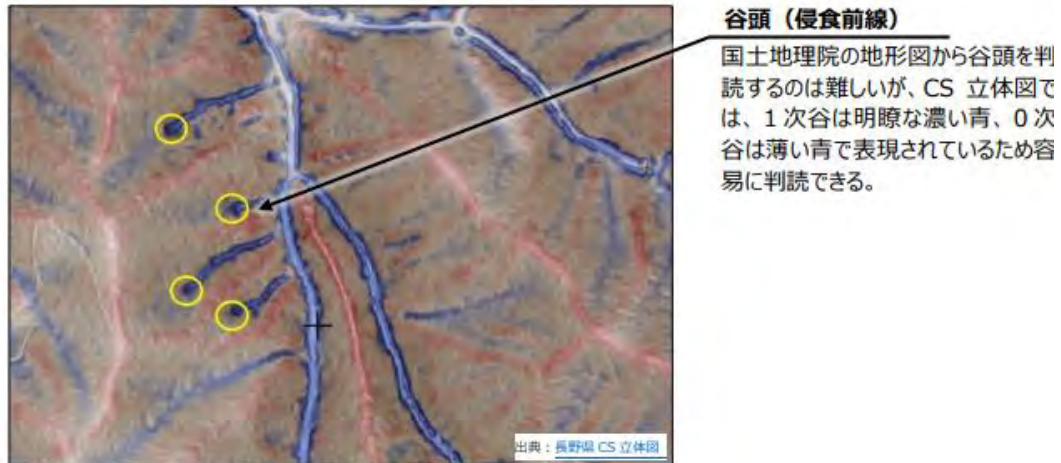 谷頭（侵食前線）
国土地理院の地形図から谷頭を判
読するのは難しいが、CS 立体図で
は、1 次谷は明瞭な濃い青、0 次
谷は薄い青で表現されているため容
易に判読できる。
出典：長野県 CS 立体図